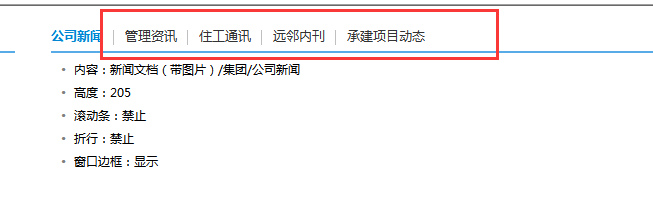 公司新闻 管理资讯 住工通讯 远邻内刊 承建项目动态
• 内容：新闻文档（带图片）/集团/公司新闻
• 高度：205
• 滚动条：禁止
• 折行：禁止
• 窗口边框：显示